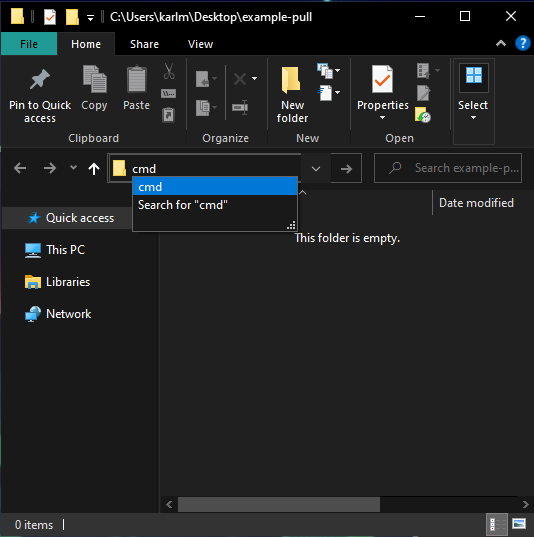 C:\Users\karlm\Desktop\example-pull
File
Home
Share
View
Pin to Quick access
Copy
Paste
New folder
Properties
Select
Clipboard
Organize
New
Open
cmd
Search example-p...
cmd
Search for "cmd"
Date modified
This folder is empty.
Quick access
This PC
Libraries
Network
0 items